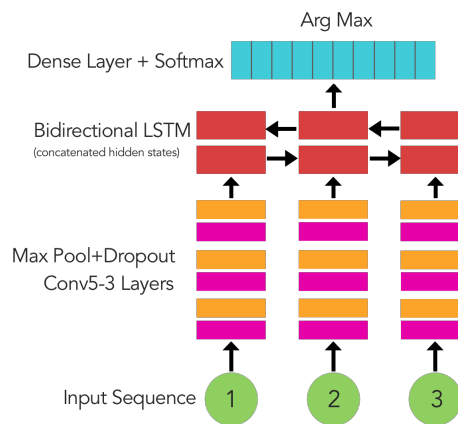 Arg Max
Dense Layer + Softmax
Bidirectional LSTM
(concatenated hidden states)
Max Pool+Dropout
Conv5-3 Layers
Input Sequence
1
2
3